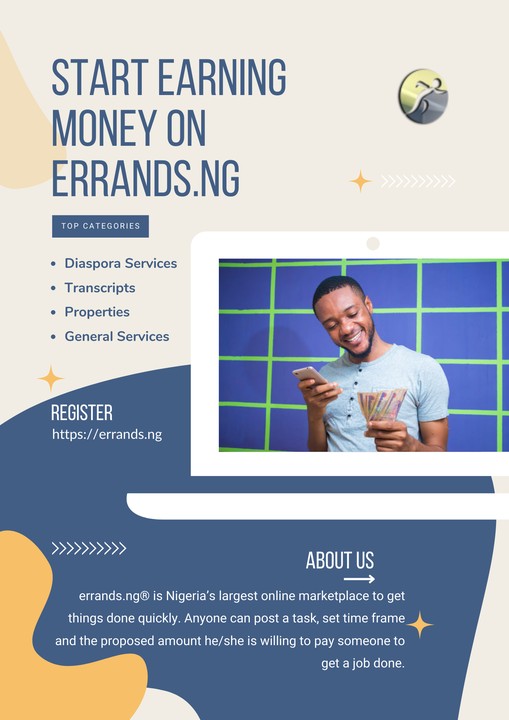 START EARNING
MONEY ON
ERRANDS.NG
TOP CATEGORIES
• Diaspora Services
• Transcripts
• Properties
• General Services
REGISTER
https://errands.ng
ABOUT US
errands.ng® is Nigeria's largest online marketplace to get
things done quickly. Anyone can post a task, set time frame
and the proposed amount he/she is willing to pay someone to
get a job done.